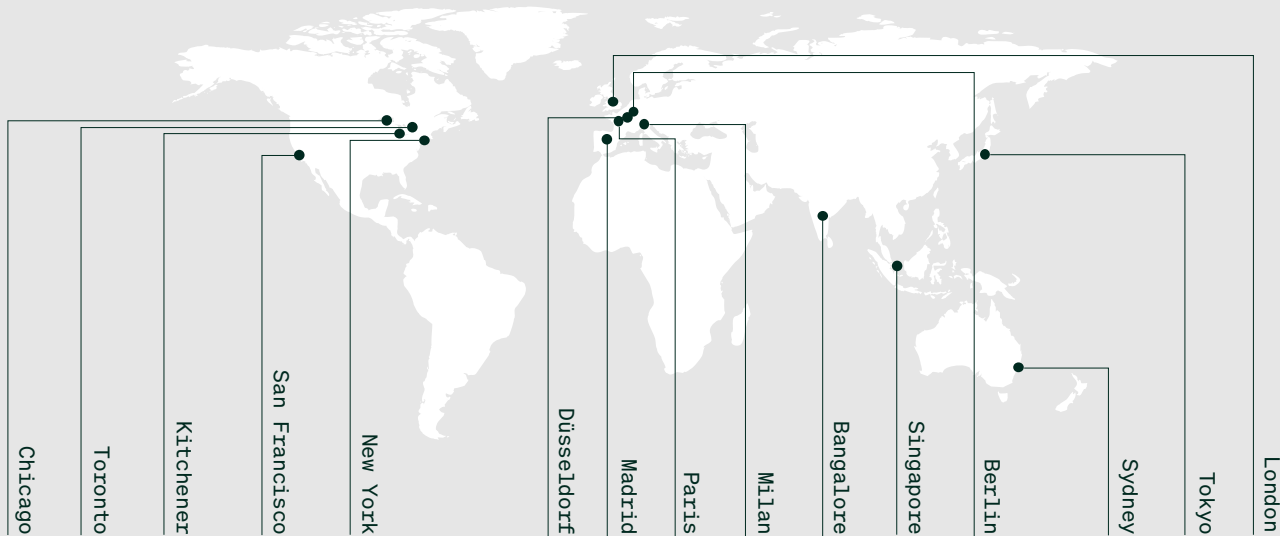 Chicago
Toronto
Kitchener
San Francisco
New York
Düsseldorf
Madrid
Paris
Milan
Bangalore
Singapore
Berlin
Sydney
Tokyo
London